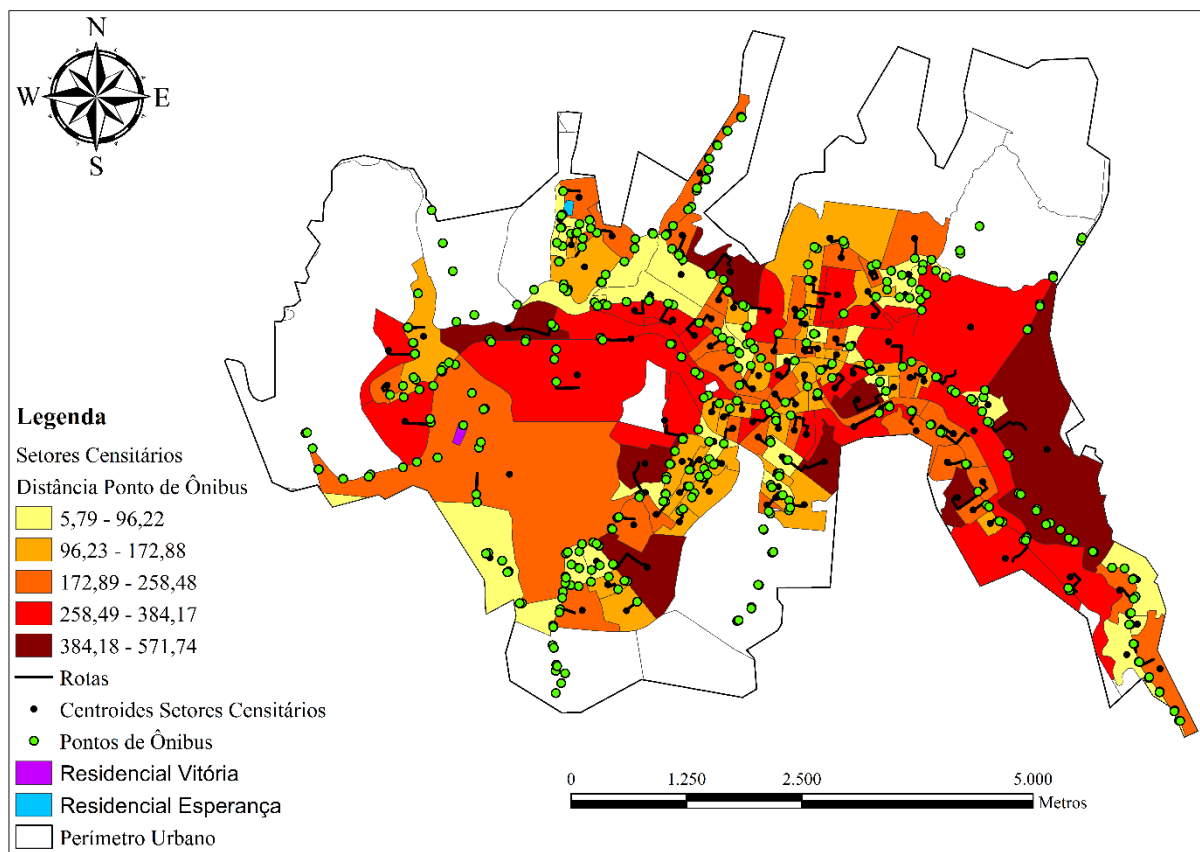 N
W E
S
Legenda
Setores Censitários
Distância Ponto de Ônibus
5,79 - 96,22
96,23 - 172,88
172,89 - 258,48
258,49 - 384,17
384,18 - 571,74
Rotas
Centroides Setores Censitários
Pontos de Ônibus
Residencial Vitória
Residencial Esperança
Perímetro Urbano
0 1.250 2.500 5.000
Metros